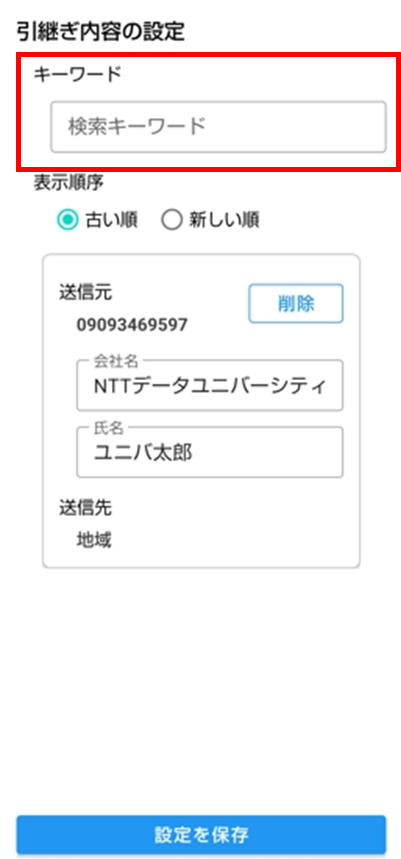 引継ぎ内容の設定
キーワード
検索キーワード
表示順序
古い順 新しい順
送信元
削除
09093469597
会社名
NTTデータユニバーシティ
氏名
ユニバ太郎
送信先
地域
設定を保存